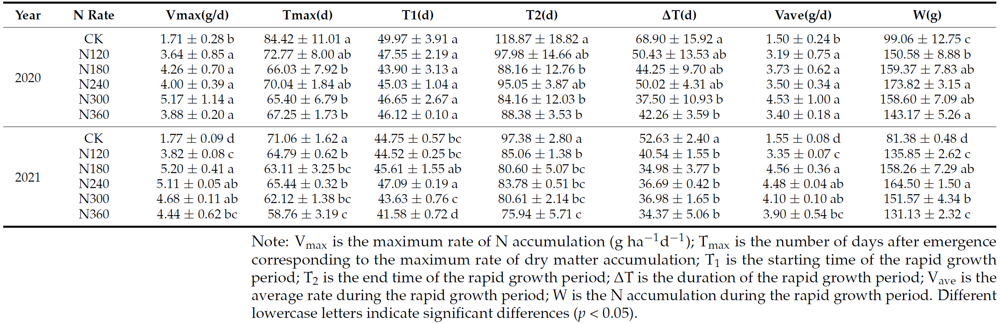 Year N Rate Vmax(g/d) Tmax(d) T1(d) T2(d) ΔT(d) Vave(g/d) W(g)
CK 1.71 ± 0.28 b 84.42 ± 11.01 a 49.97 ± 3.91 a 118.87 ± 18.82 a 68.90 ± 15.92 a 1.50 ± 0.24 b 99.06 ± 12.75 c
N120 3.64 ± 0.85 a 72.77 ± 8.00 ab 47.55 ± 2.19 a 97.98 ± 14.66 ab 50.43 ± 13.53 ab 3.19 ± 0.75 a 150.58 ± 8.88 b
N180 4.26 ± 0.70 a 66.03 ± 7.92 b 43.90 ± 3.13 a 88.16 ± 12.76 b 44.25 ± 9.70 ab 3.73 ± 0.62 a 159.37 ± 7.83 ab
2020
N240 4.00 ± 0.39 a 70.04 ± 1.84 ab 45.03 ± 1.04 a 95.05 ± 3.87 ab 50.02 ± 4.31 ab 3.50 ± 0.34 a 173.82 ± 3.15 a
N300 5.17 ± 1.14 a 65.40 ± 6.79 b 46.65 ± 2.67 a 84.16 ± 12.03 b 37.50 ± 10.93 b 4.53 ± 1.00 a 158.60 ± 7.09 ab
N360 3.88 ± 0.20 a 67.25 ± 1.73 b 46.12 ± 0.10 a 88.38 ± 3.53 b 42.26 ± 3.59 b 3.40 ± 0.18 a 143.17 ± 5.26 a
CK 1.77 ± 0.09 d 71.06 ± 1.62 a 44.75 ± 0.57 bc 97.38 ± 2.80 a 52.63 ± 2.40 a 1.55 ± 0.08 d 81.38 ± 0.48 d
N120 3.82 ± 0.08 c 64.79 ± 0.62 b 44.52 ± 0.25 bc 85.06 ± 1.38 b 40.54 ± 1.55 b 3.35 ± 0.07 c 135.85 ± 2.62 c
N180 5.20 ± 0.41 a 63.11 ± 3.25 bc 45.61 ± 1.55 ab 80.60 ± 5.07 bc 34.98 ± 3.77 b 4.56 ± 0.36 a 158.26 ± 7.29 ab
2021
N240 5.11 ± 0.05 ab 65.44 ± 0.32 b 47.09 ± 0.19 a 83.78 ± 0.51 bc 36.69 ± 0.42 b 4.48 ± 0.04 ab 164.50 ± 1.50 a
N300 4.68 ± 0.11 ab 62.12 ± 1.38 bc 43.63 ± 0.76 c 80.61 ± 2.14 bc 36.98 ± 1.65 b 4.10 ± 0.10 ab 151.57 ± 4.34 b
N360 4.44 ± 0.62 bc 58.76 ± 3.19 c 41.58 ± 0.72 d 75.94 ± 5.71 c 34.37 ± 5.06 b 3.90 ± 0.54 bc 131.13 ± 2.32 c
Note: Vmax is the maximum rate of N accumulation (g ha−1d−1); Tmax is the number of days after emergence
corresponding to the maximum rate of dry matter accumulation; T1 is the starting time of the rapid growth
period; T2 is the end time of the rapid growth period; ΔT is the duration of the rapid growth period; Vave is the
average rate during the rapid growth period; W is the N accumulation during the rapid growth period. Different
lowercase letters indicate significant differences (p < 0.05).